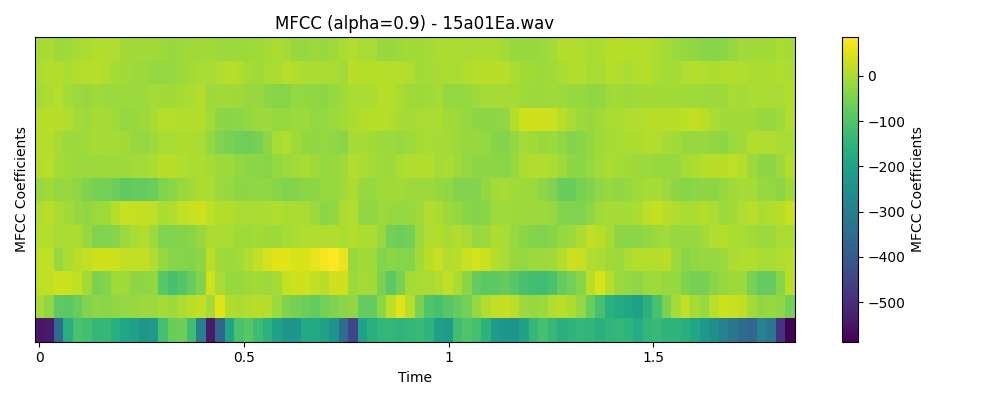 MFCC (alpha=0.9) - 15a01Ea.wav
MFCC Coefficients
0
0.5
1
1.5
Time
0
−100
−200
−300
−400
−500
MFCC Coefficients